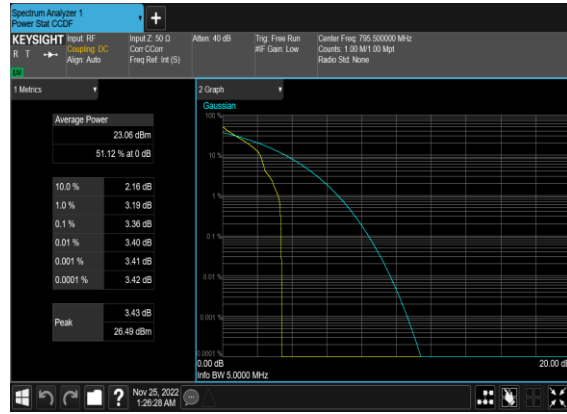 Spectrum Analyzer 1
Power Stat CCDF
+
KEYSIGHT
R T
Input: RF
Coupling: DC
Align: Auto
Input Z: 50 Ω
Corr CCorr
Freq Ref: Int (S)
Atten: 40 dB
Trig: Free Run
#IF Gain: Low
Center Freq: 795.500000 MHz
Counts: 1.00 M/1.00 Mpt
Radio Std: None
1 Metrics
Average Power
23.06 dBm
51.12 % at 0 dB
10.0 % 2.16 dB
1.0 % 3.19 dB
0.1 % 3.36 dB
0.01 % 3.40 dB
0.001 % 3.41 dB
0.0001 % 3.42 dB
Peak
3.43 dB
26.49 dBm
2 Graph
Gaussian
100 %
10 %
1 %
0.1 %
0.01 %
0.001 %
0.0001 %
0.00 dB
20.00 dB
Info BW 5.0000 MHz
?
Nov 25, 2022
1:26:28 AM